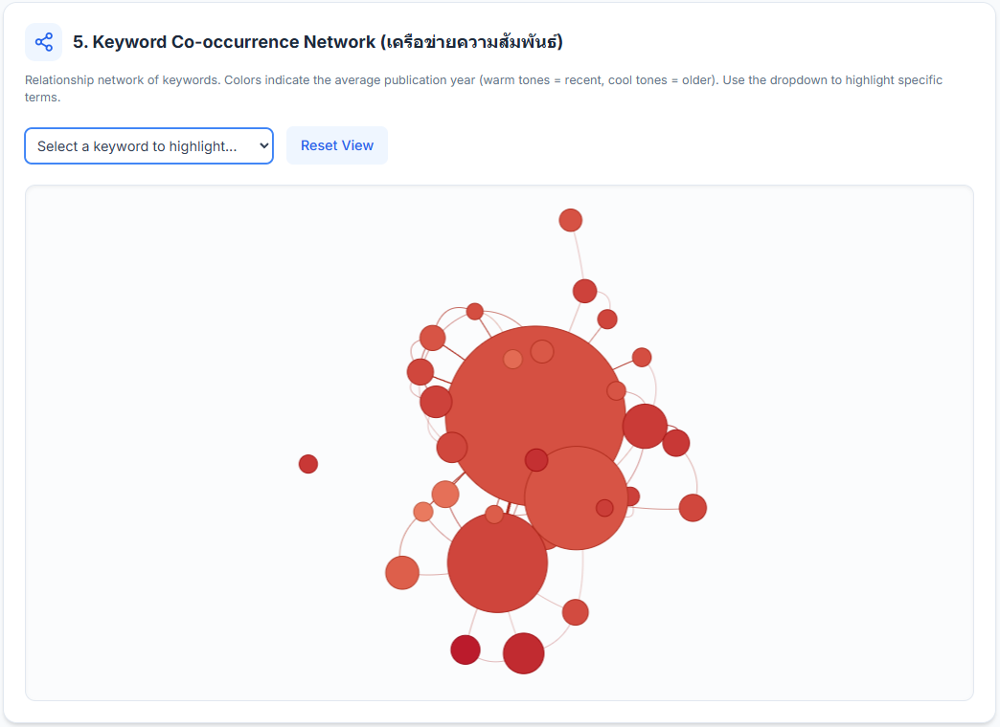 5. Keyword Co-occurrence Network (เครือข่ายความสัมพันธ์)
Relationship network of keywords. Colors indicate the average publication year (warm tones = recent, cool tones = older). Use the dropdown to highlight specific
terms.
Select a keyword to highlight...
Reset View